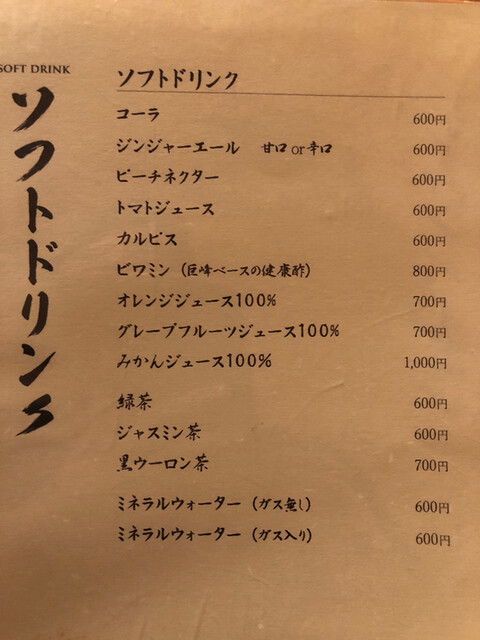 SOFT DRINK
ソフトドリンク
ソフトドリンク
コーラ 600円
ジンジャーエール 甘口 or 辛口 600円
ピーチネクター 600円
トマトジュース 600円
カルピス 600円
ビワミン（巨峰ベースの健康酢） 800円
オレンジジュース100% 700円
グレープフルーツジュース100% 700円
みかんジュース100% 1,000円
緑茶 600円
ジャスミン茶 600円
黒ウーロン茶 700円
ミネラルウォーター（ガス無し） 600円
ミネラルウォーター（ガス入り） 600円